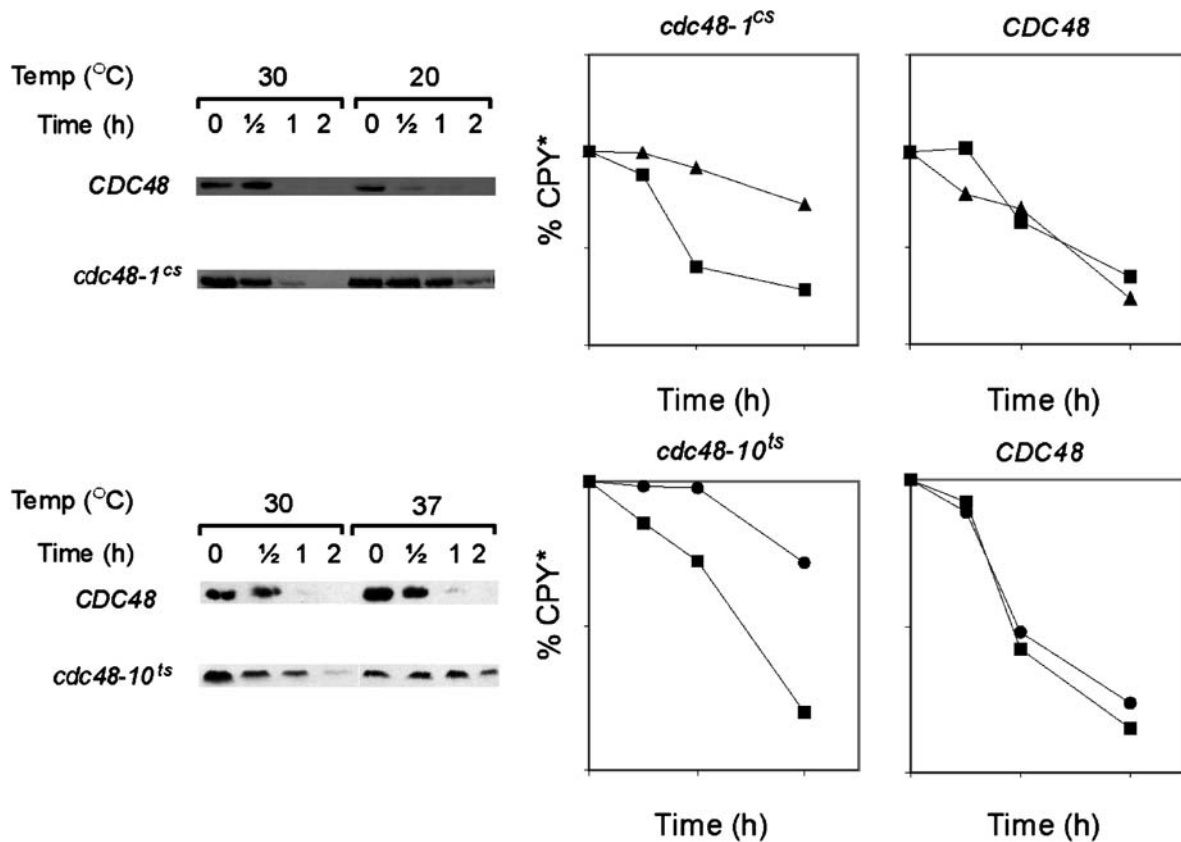 cdc48-1cs
CDC48
Temp (°C)
30
20
Time (h)
0 ½ 1 2 0 ½ 1 2
CDC48
cdc48-1cs
% CPY*
Time (h)
Time (h)
cdc48-10ts
CDC48
Temp (°C)
30
37
Time (h)
0 ½ 1 2 0 ½ 1 2
CDC48
cdc48-10ts
% CPY*
Time (h)
Time (h)